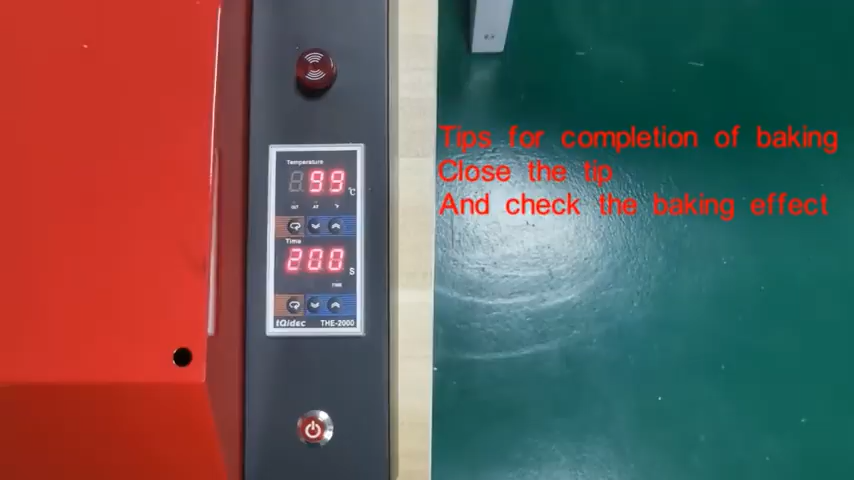 Tips for completion of baking
Close the tip
And check the baking effect
Temperature
99
°C
OUT AT
Time
200
S
TIME
tQidec THE-2000